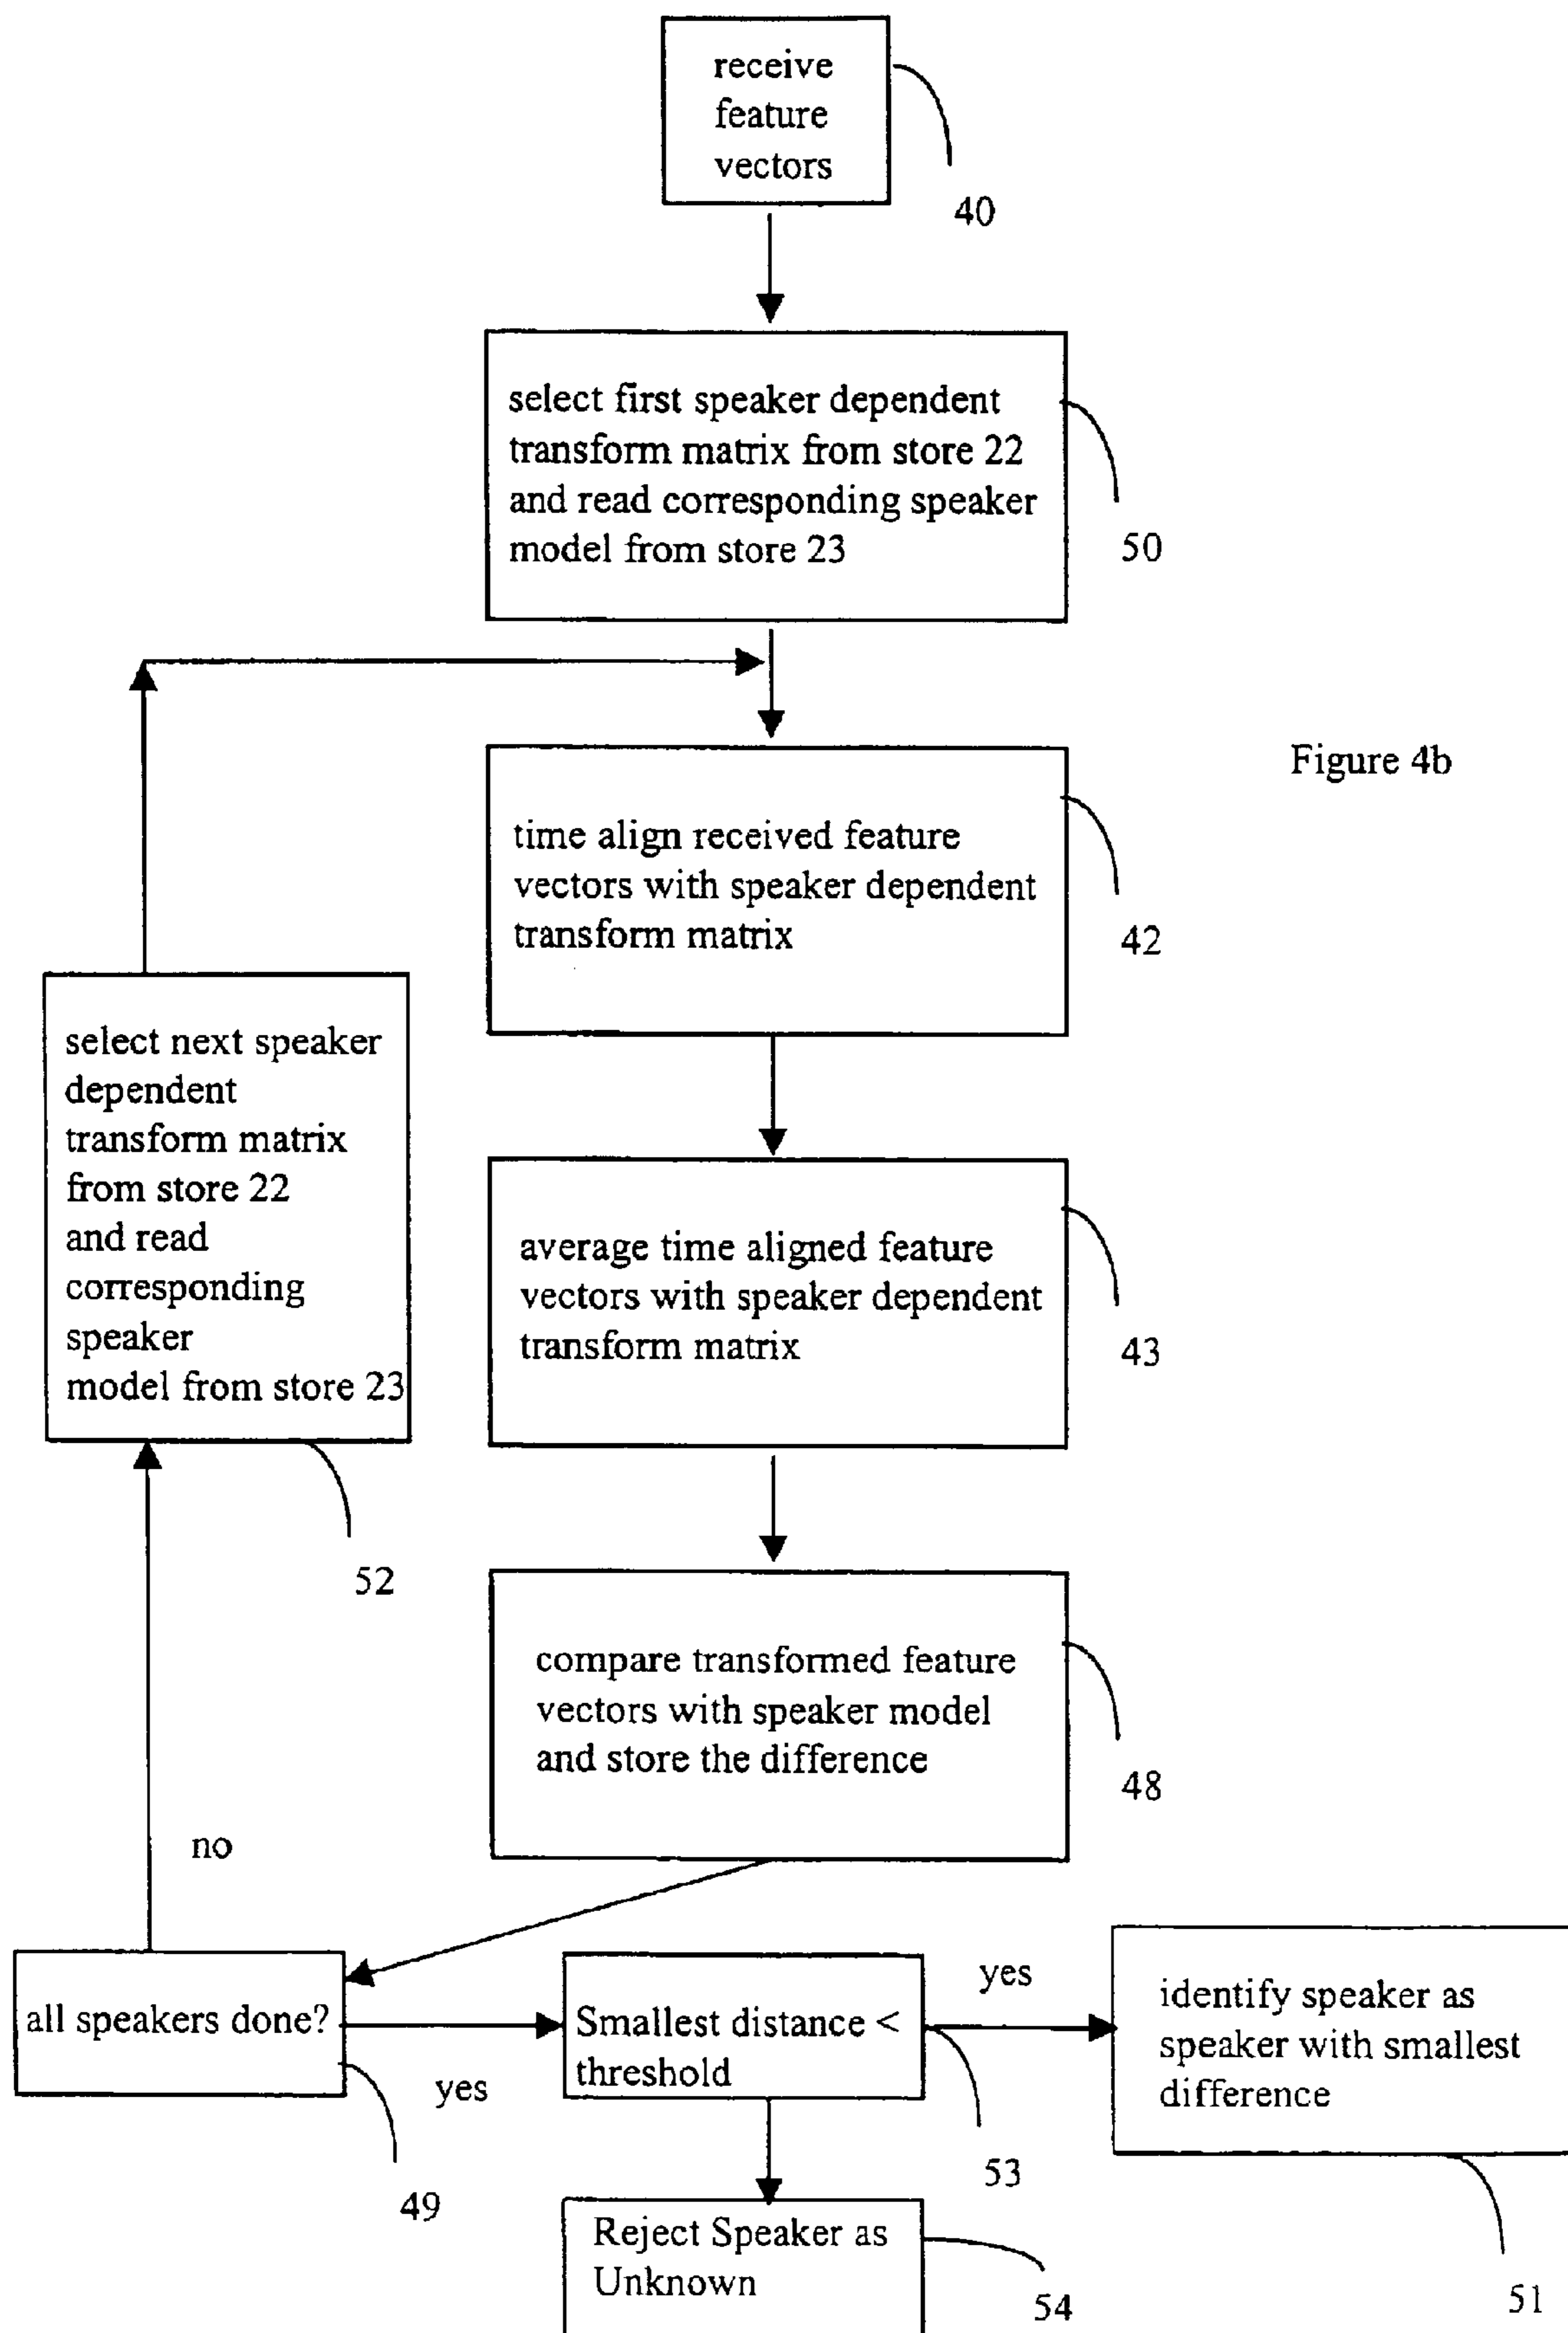 receive
feature
vectors
40
select first speaker dependent
transform matrix from store 22
and read corresponding speaker
model from store 23
50
Figure 4b
time align received feature
vectors with speaker dependent
transform matrix
42
select next speaker
dependent
transform matrix
from store 22
and read
corresponding
speaker
model from store 23
52
average time aligned feature
vectors with speaker dependent
transform matrix
43
compare transformed feature
vectors with speaker model
and store the difference
48
no
all speakers done?
49
yes
Smallest distance <
threshold
53
yes
identify speaker as
speaker with smallest
difference
51
Reject Speaker as
Unknown
54